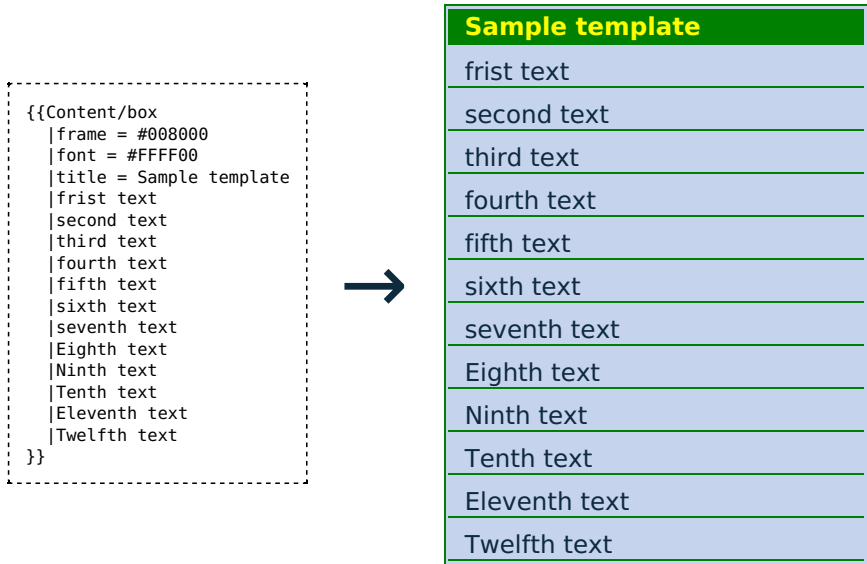 {{Content/box
|frame = #008000
|font = #FFFF00
|title = Sample template
|frist text
|second text
|third text
|fourth text
|fifth text
|sixth text
|seventh text
|Eighth text
|Ninth text
|Tenth text
|Eleventh text
|Twelfth text
}}
→
Sample template
frist text
second text
third text
fourth text
fifth text
sixth text
seventh text
Eighth text
Ninth text
Tenth text
Eleventh text
Twelfth text